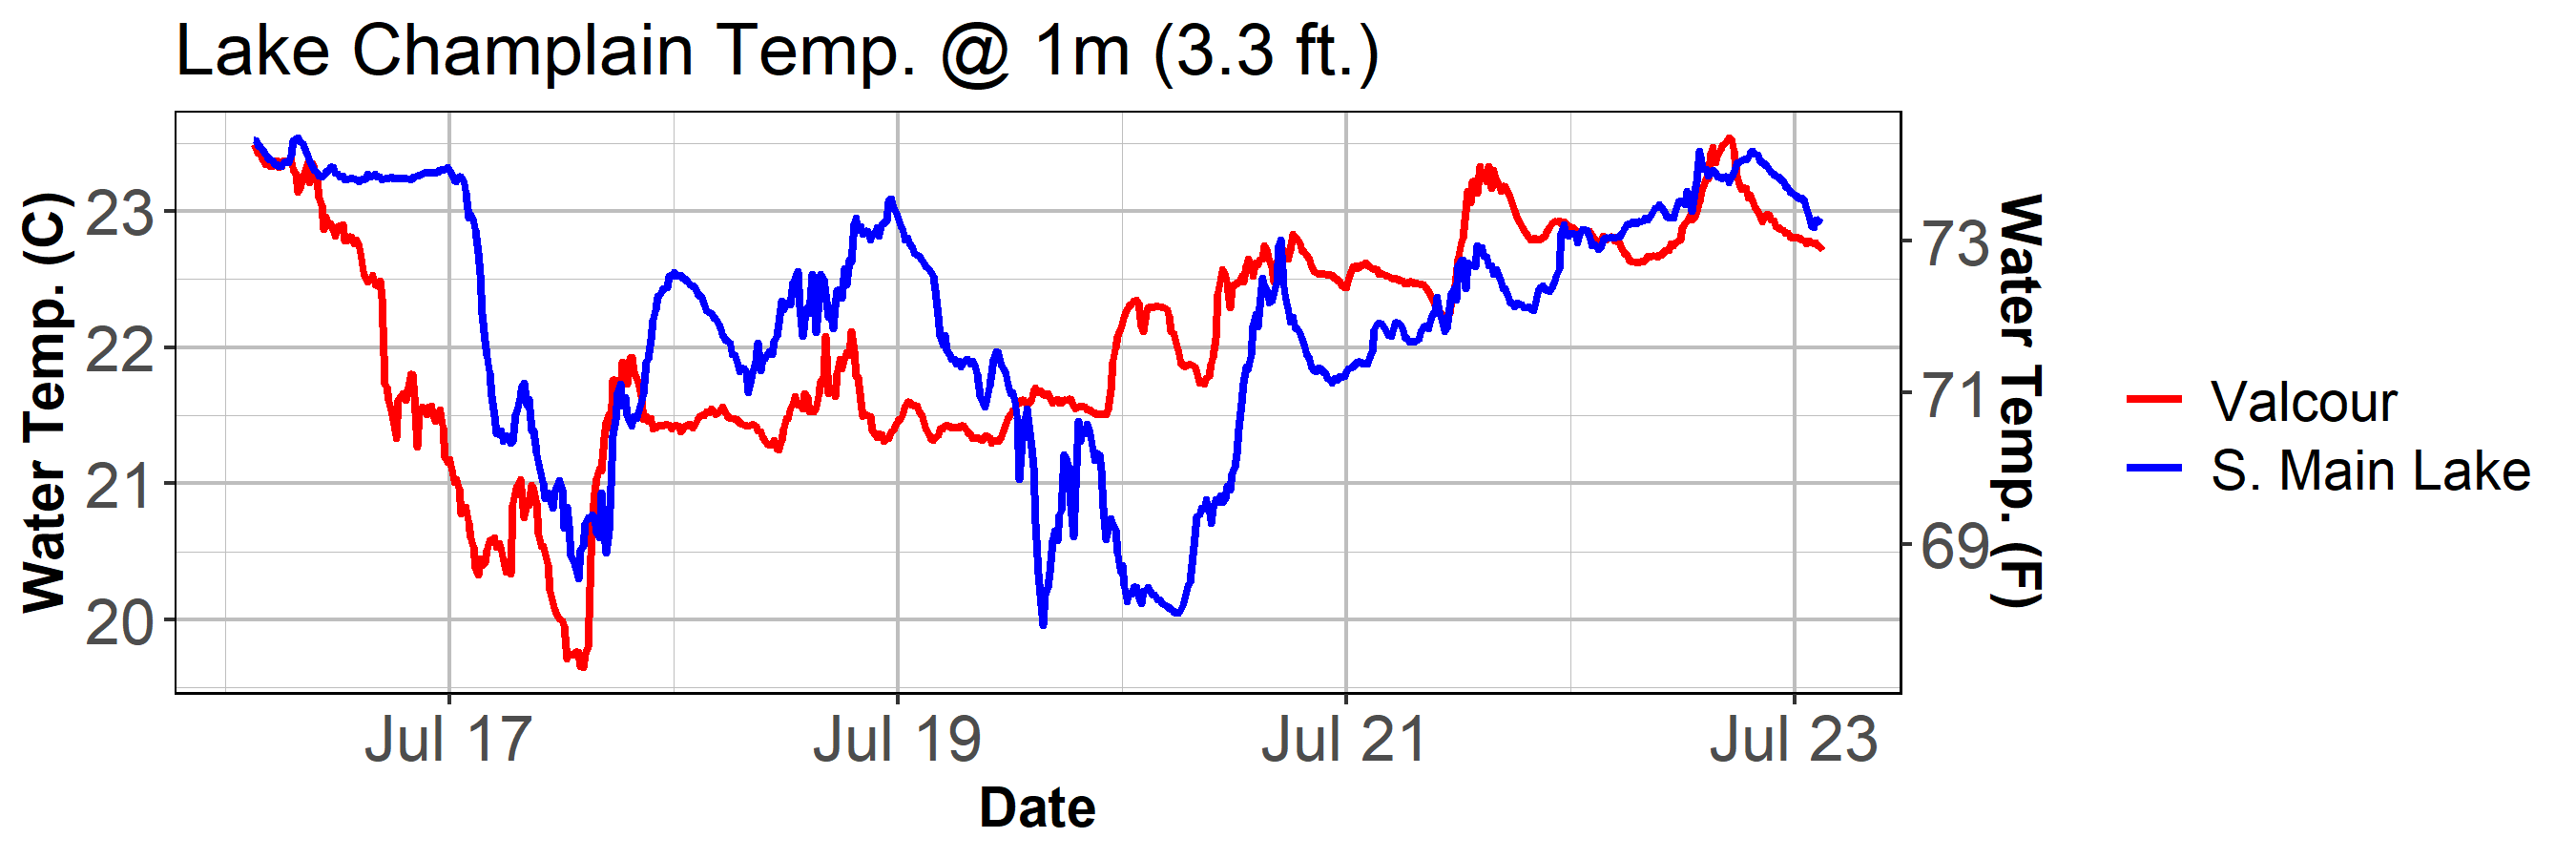 Lake Champlain Temp. @ 1m (3.3 ft.)
Water Temp. (C)
23
22
21
20
73
71
69
Water Temp. (F)
Jul 17
Jul 19
Jul 21
Jul 23
Date
Valcour
S. Main Lake